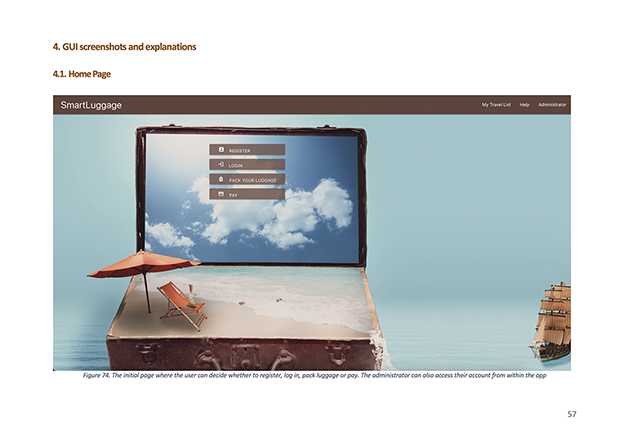 4. GUI screenshots and explanations
4.1. Home Page
SmartLuggage
My Travel List Help Administrator
REGISTER
LOGIN
PACK YOUR LUGGAGE
PAY
Figure 74. The initial page where the user can decide whether to register, log in, pack luggage or pay. The administrator can also access their account from within the app
57